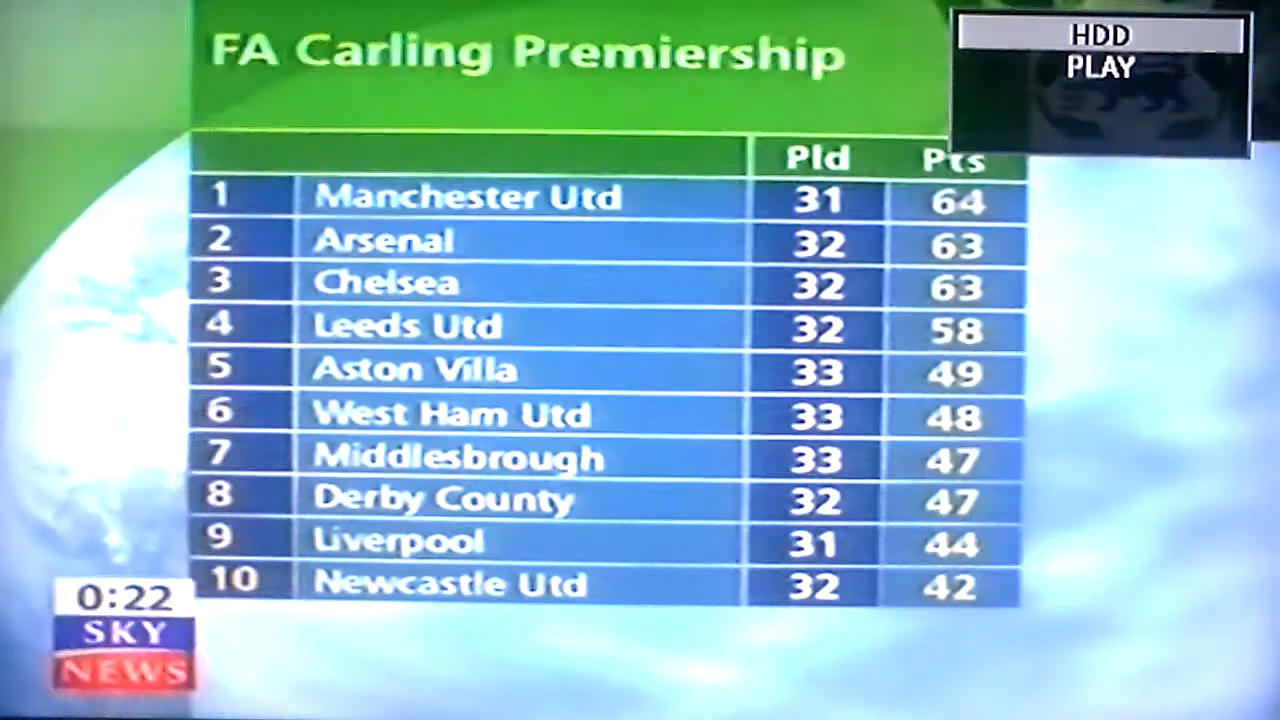 FA Carling Premiership
HDD
PLAY
Pld Pts
1 Manchester Utd 31 64
2 Arsenal 32 63
3 Chelsea 32 63
4 Leeds Utd 32 58
5 Aston Villa 33 49
6 West Ham Utd 33 48
7 Middlesbrough 33 47
8 Derby County 32 47
9 Liverpool 31 44
10 Newcastle Utd 32 42
0:22
SKY
NEWS